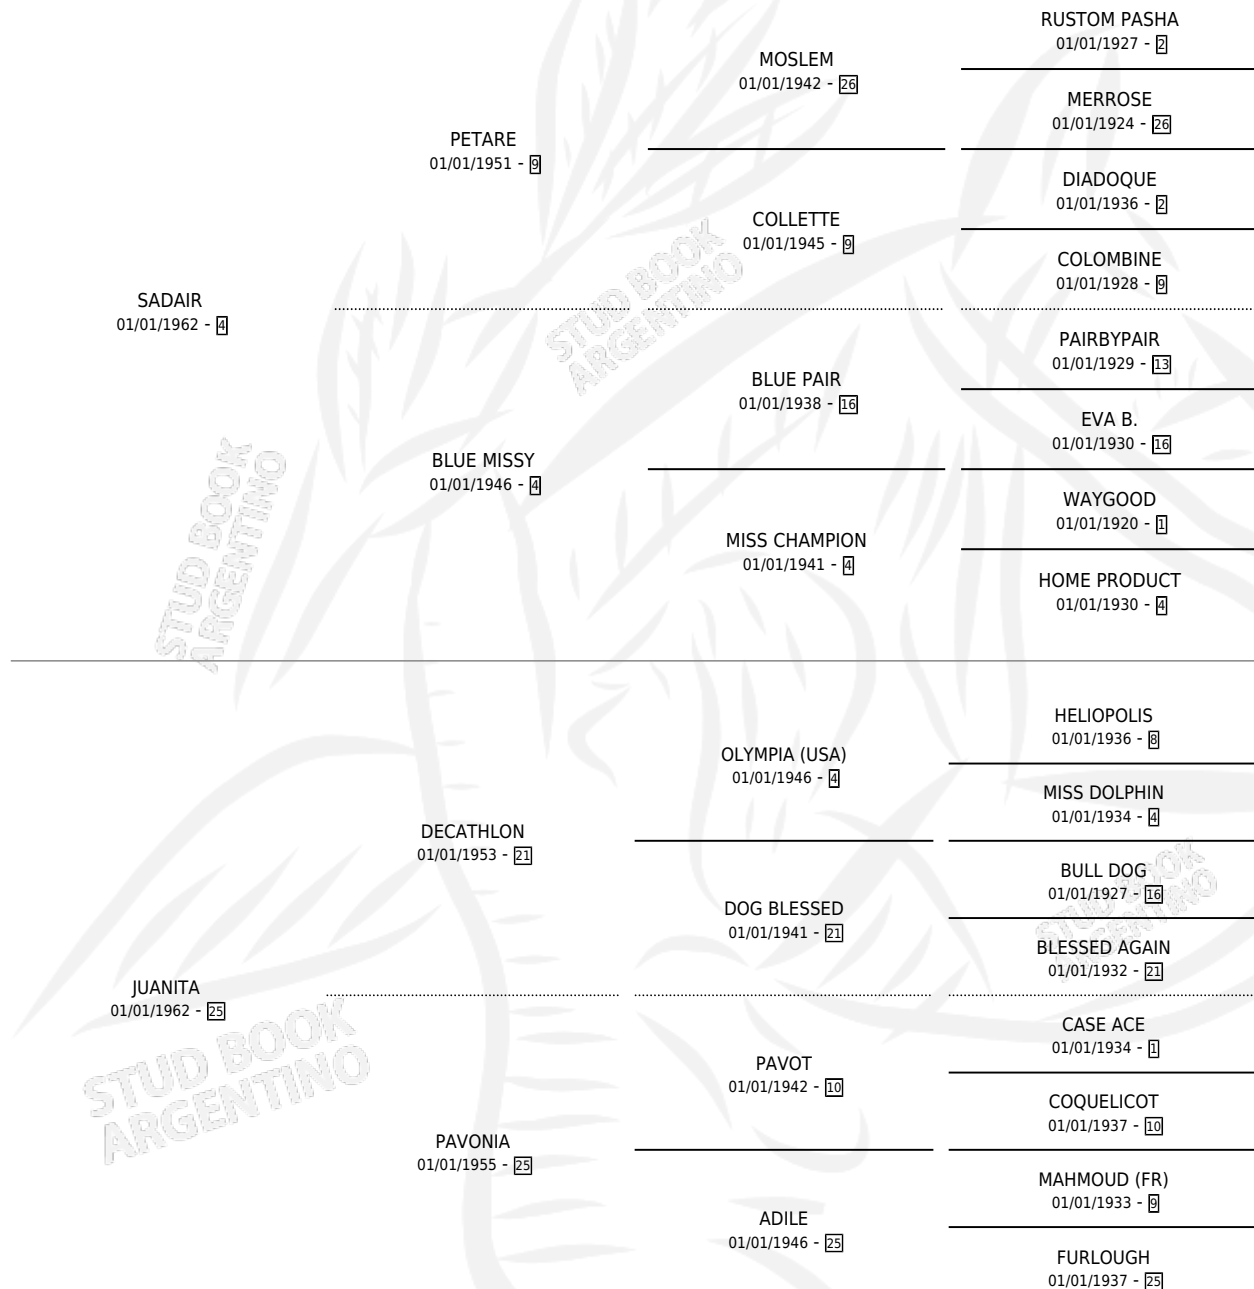 SADAIR
01/01/1962 - 4
PETARE
01/01/1951 - 9
MOSLEM
01/01/1942 - 26
RUSTOM PASHA
01/01/1927 - 2
MERROSE
01/01/1924 - 26
COLLETTE
01/01/1945 - 9
DIADOQUE
01/01/1936 - 2
COLOMBINE
01/01/1928 - 9
BLUE MISSY
01/01/1946 - 4
BLUE PAIR
01/01/1938 - 16
PAIRBYPAIR
01/01/1929 - 13
EVA B.
01/01/1930 - 16
MISS CHAMPION
01/01/1941 - 4
WAYGOOD
01/01/1920 - 1
HOME PRODUCT
01/01/1930 - 4
JUANITA
01/01/1962 - 25
DECATHLON
01/01/1953 - 21
OLYMPIA (USA)
01/01/1946 - 4
HELIOPOLIS
01/01/1936 - 8
MISS DOLPHIN
01/01/1934 - 4
DOG BLESSED
01/01/1941 - 21
BULL DOG
01/01/1927 - 16
BLESSED AGAIN
01/01/1932 - 21
PAVONIA
01/01/1955 - 25
PAVOT
01/01/1942 - 10
CASE ACE
01/01/1934 - 1
COQUELICOT
01/01/1937 - 10
ADILE
01/01/1946 - 25
MAHMOUD (FR)
01/01/1933 - 9
FURLOUGH
01/01/1937 - 25
STUD BOOK
ARGENTINO
STUD BOOK
ARGENTINO
STUD BOOK
ARGENTINO
STUD BOOK
ARGENTINO